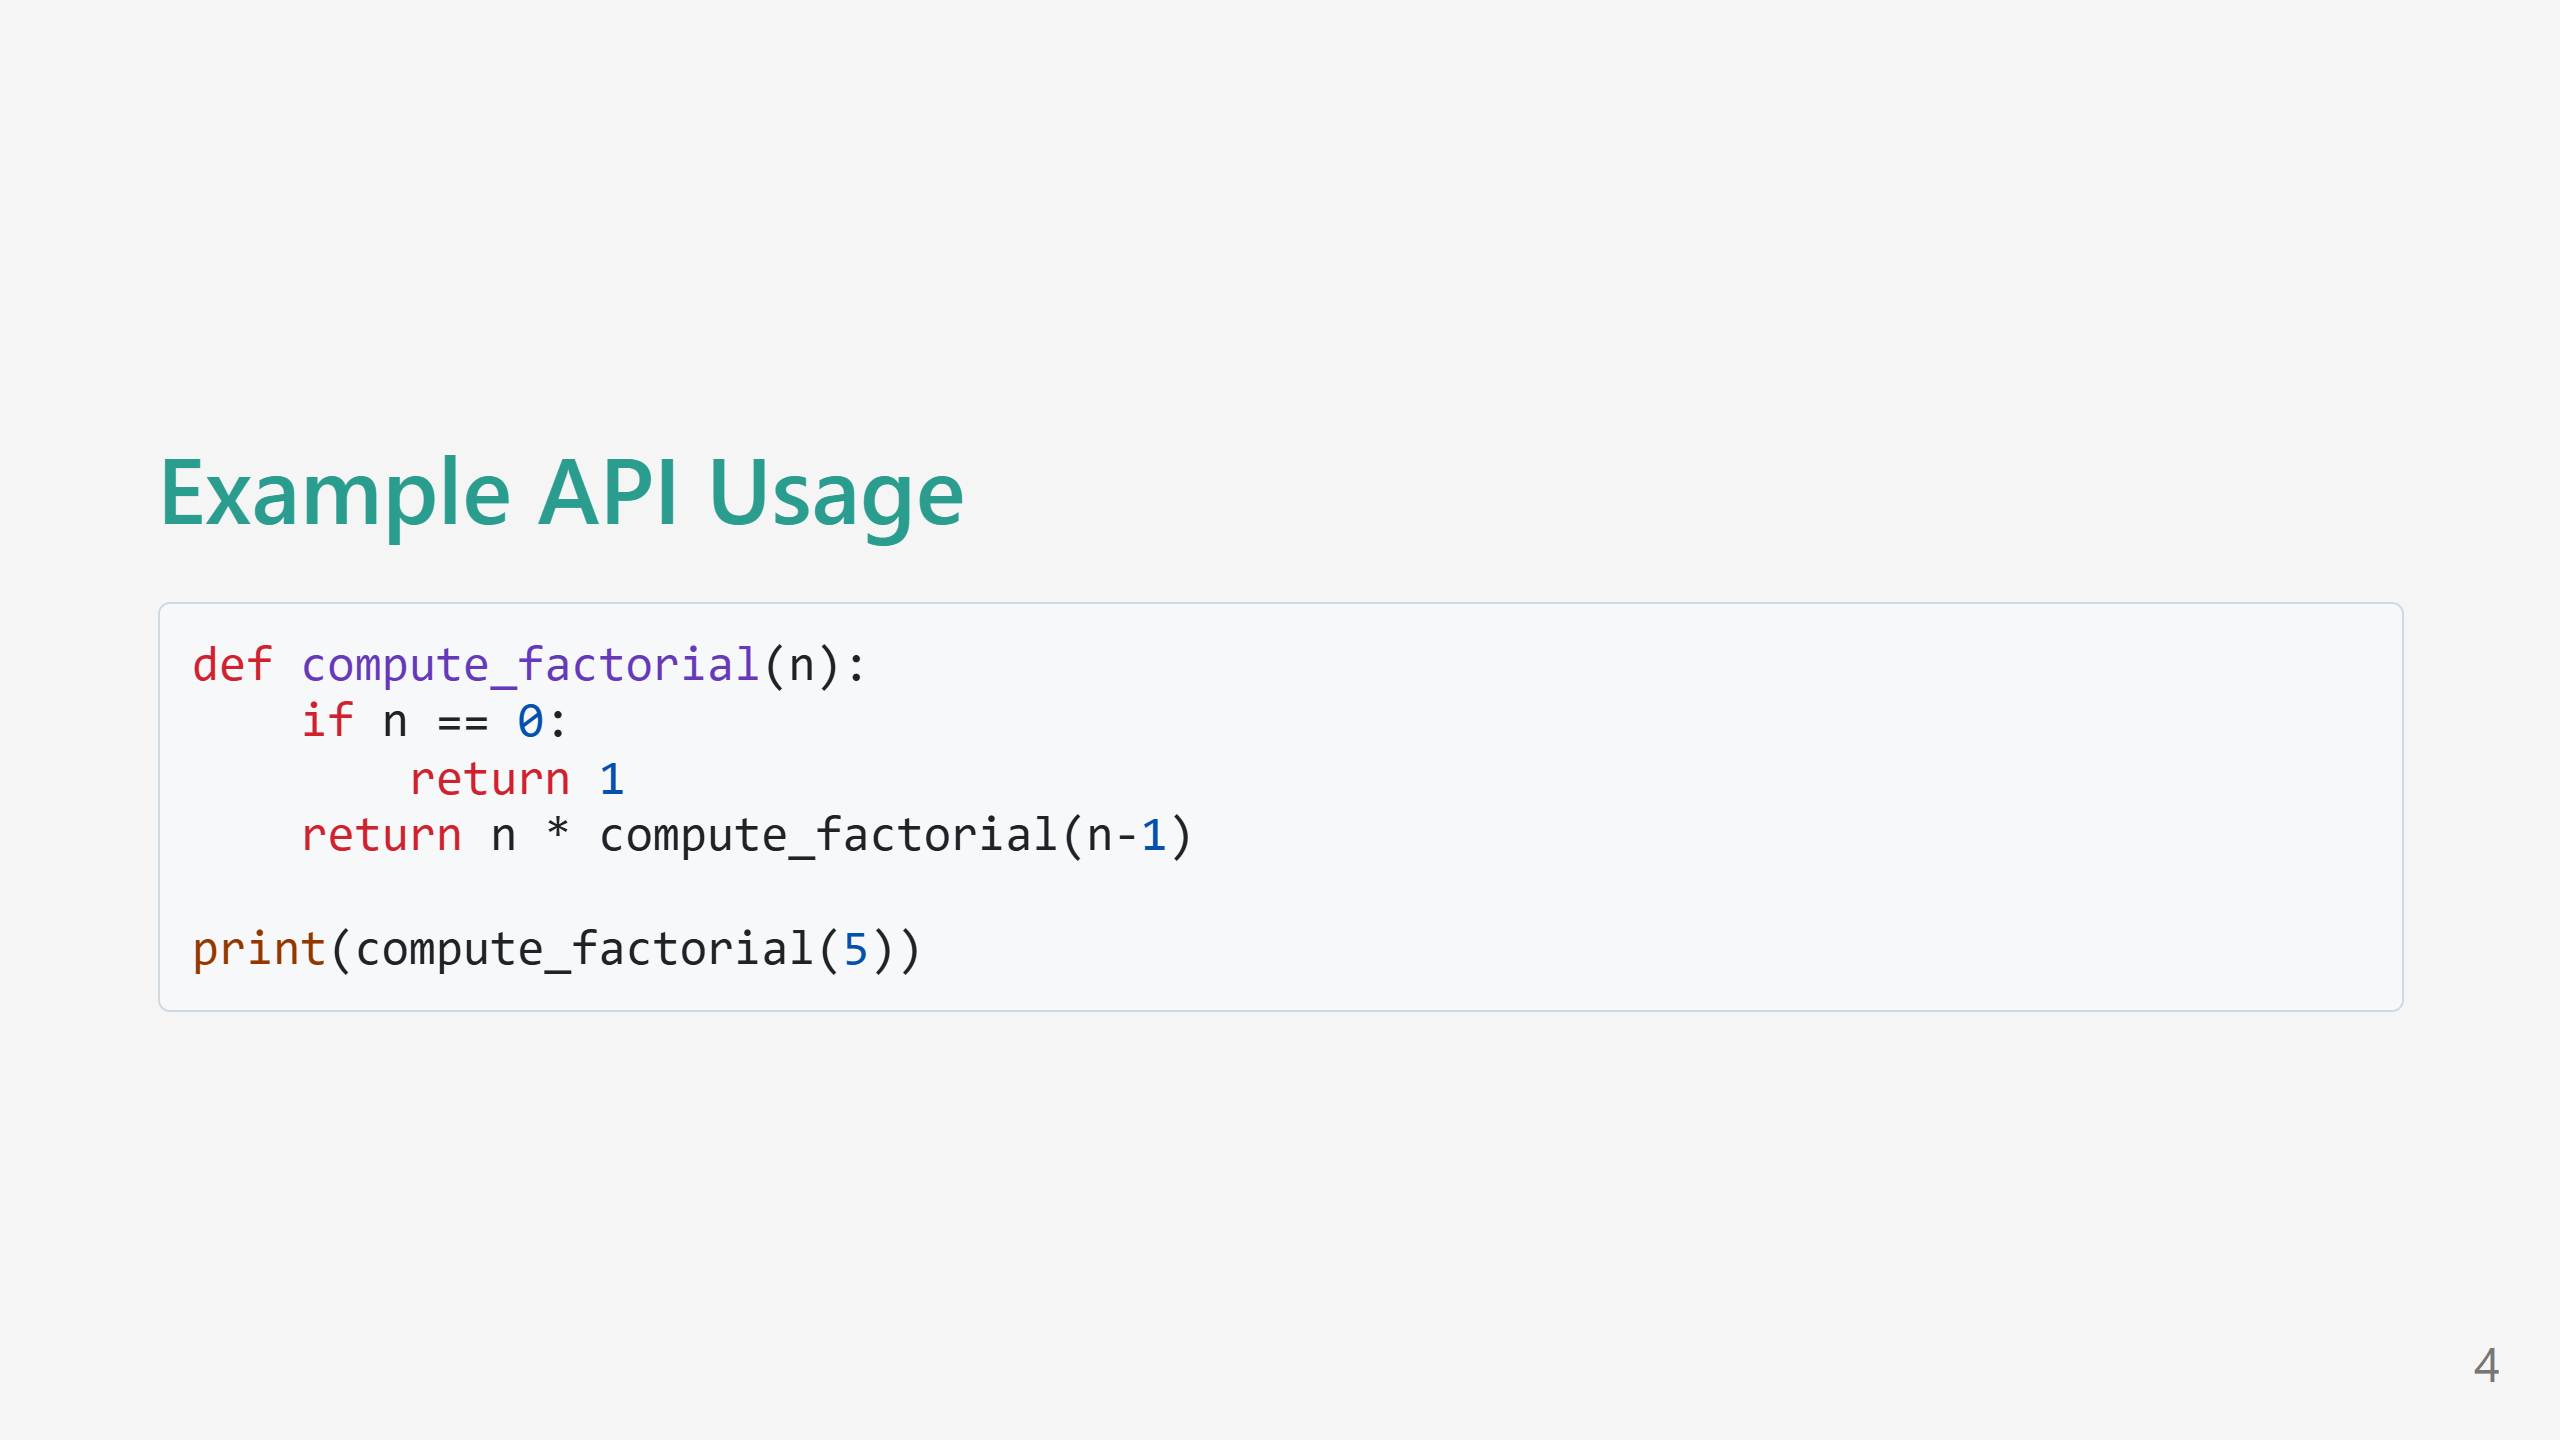 Example API Usage
def compute_factorial(n):
    if n == 0:
        return 1
    return n * compute_factorial(n-1)

print(compute_factorial(5))
4